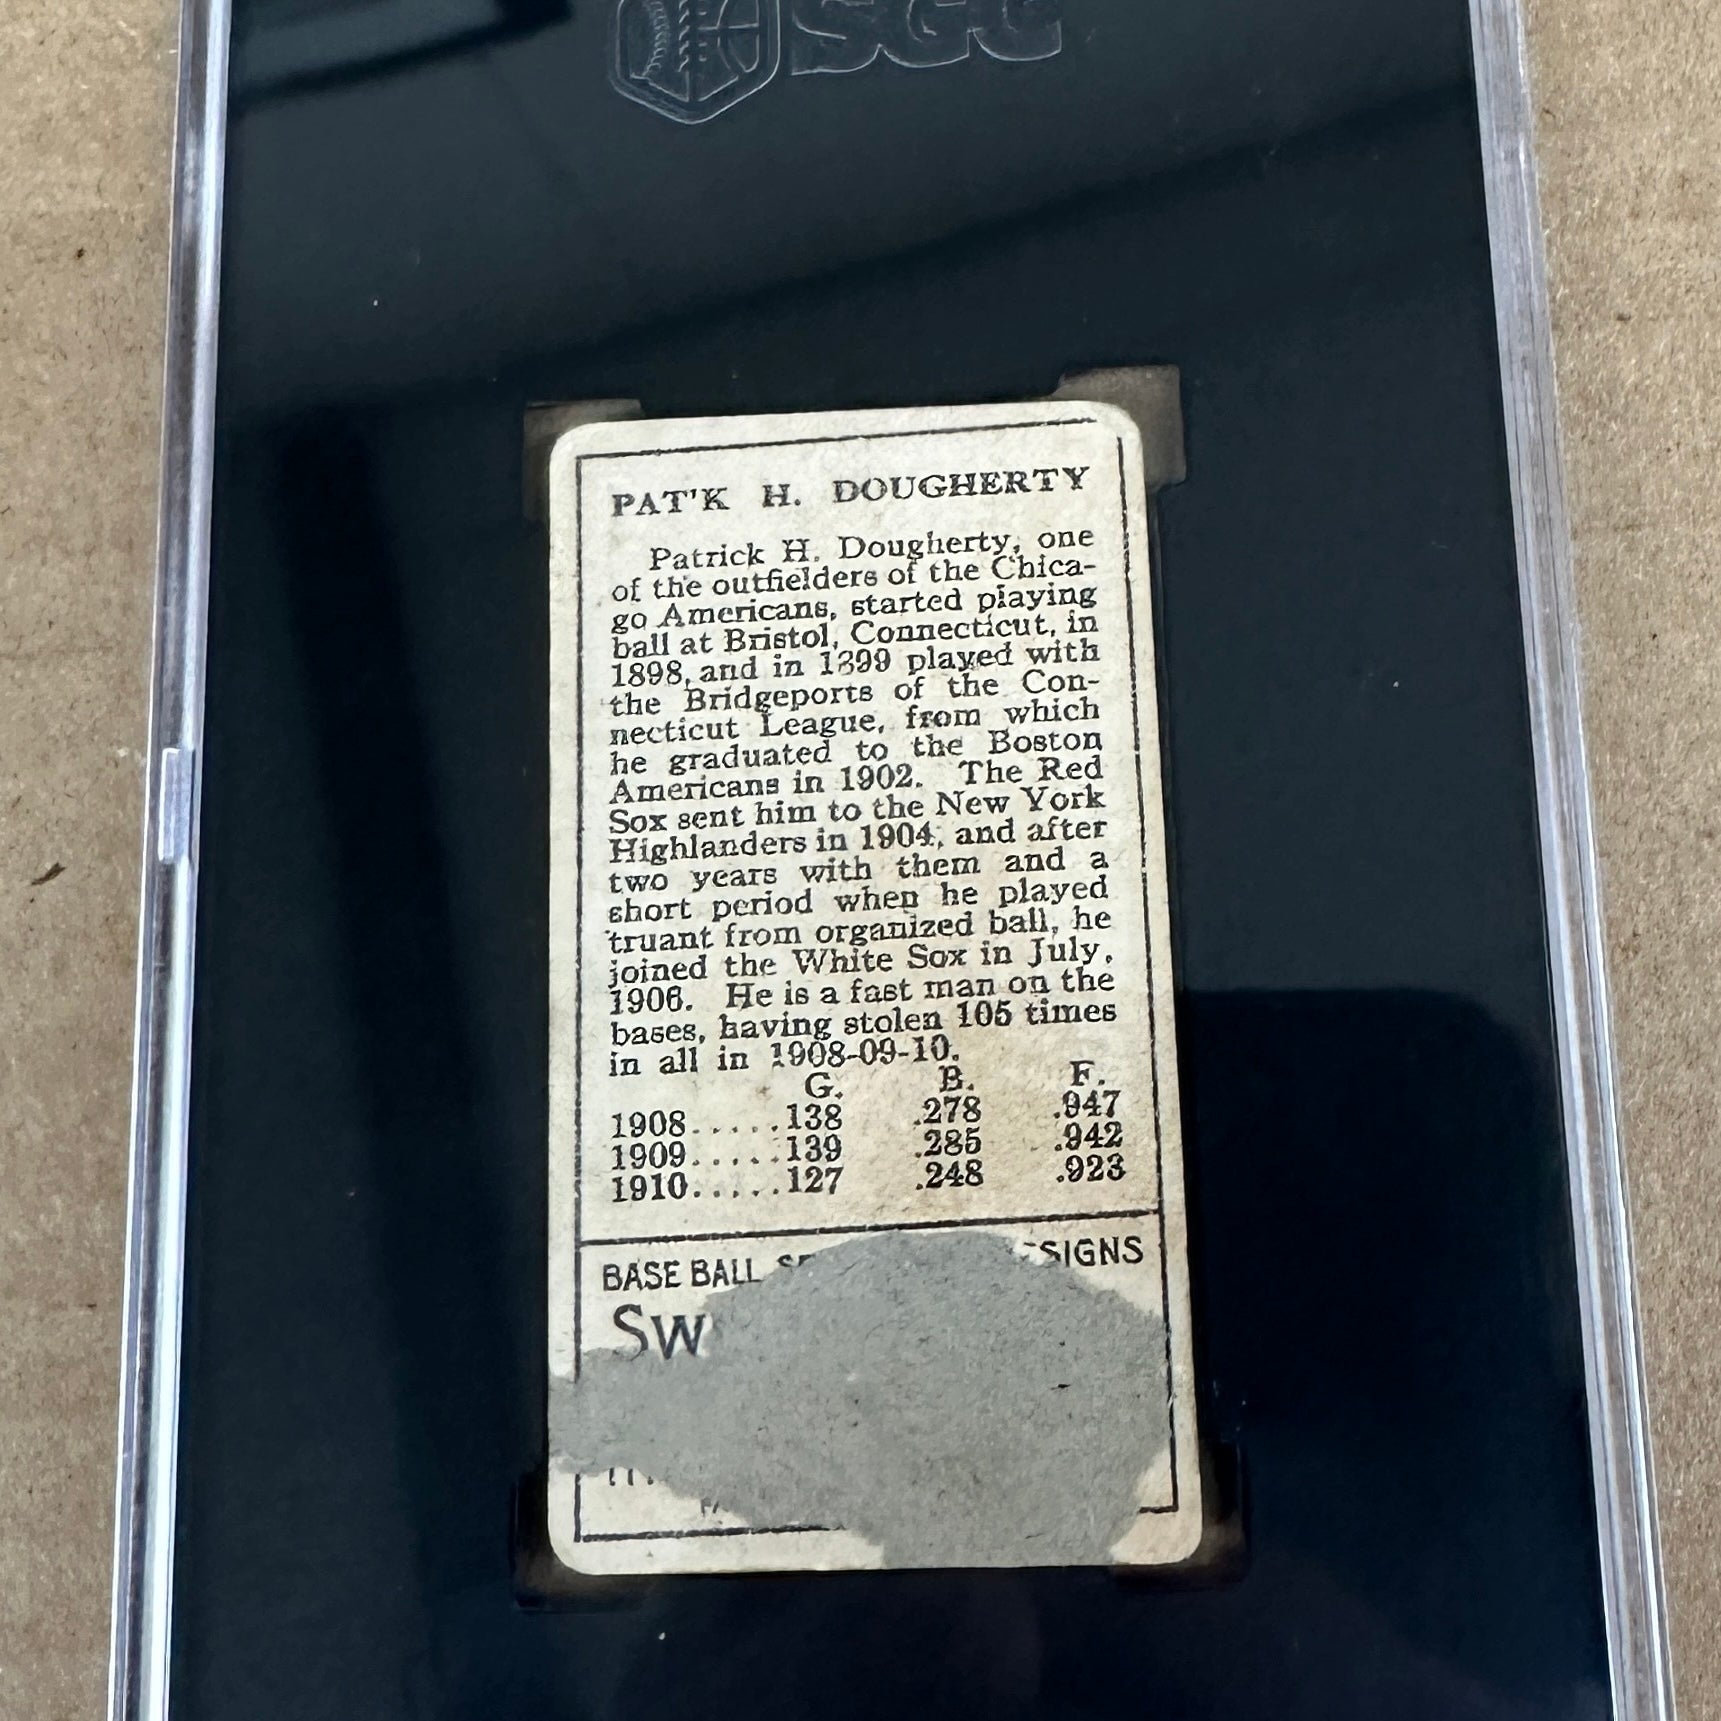 SGC
PAT'K H. DOUGHERTY
Patrick H. Dougherty, one
of the outfielders of the Chica-
go Americans, started playing
ball at Bristol, Connecticut, in
1898, and in 1899 played with
the Bridgeports of the Con-
necticut League, from which
he graduated to the Boston
Americans in 1902. The Red
Sox sent him to the New York
Highlanders in 1904, and after
two years with them and a
short period when he played
truant from organized ball, he
joined the White Sox in July,
1906. He is a fast man on the
bases, having stolen 105 times
in all in 1908-09-10.
G. B. F.
1908.....138 .278 .947
1909.....139 .285 .942
1910.....127 .248 .923
BASE BALL SE ESIGNS
SW